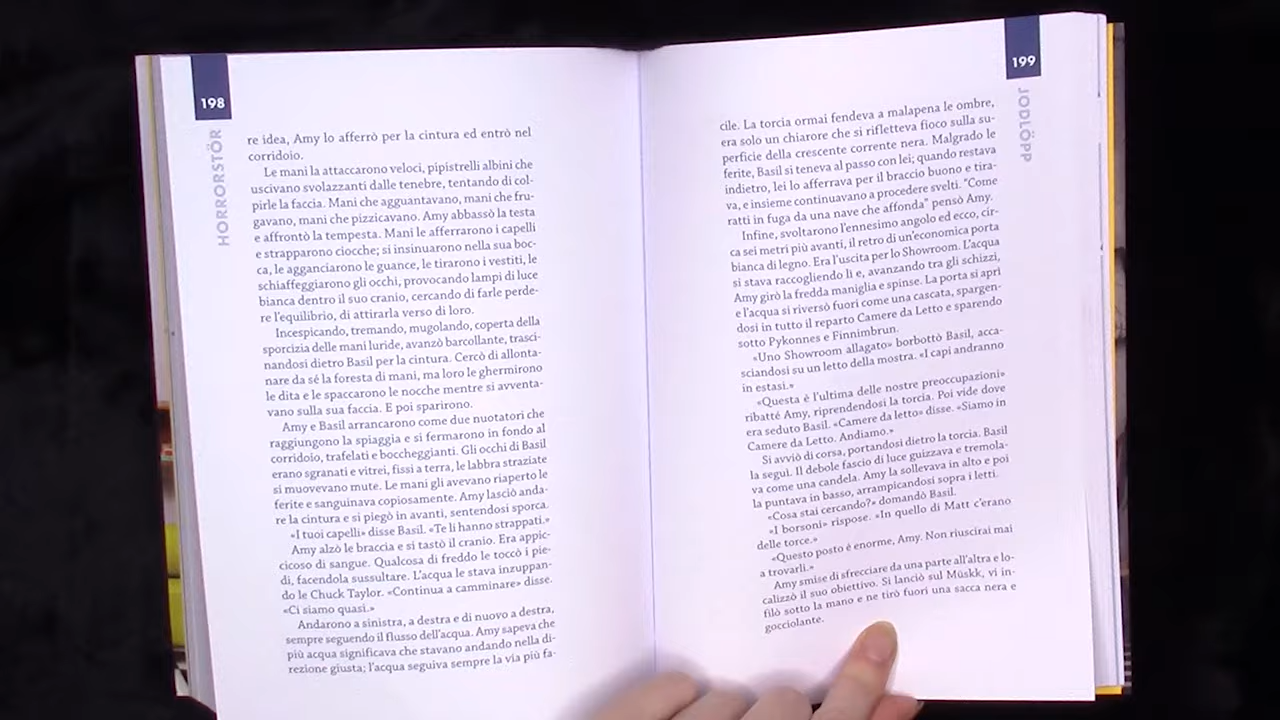 198
HORRORSTÖR
re idea, Amy lo afferrò per la cintura ed entrò nel
corridoio.
Le mani la attaccarono veloci, pipistrelli albini che
uscivano svolazzanti dalle tenebre, tentando di col-
pirle la faccia. Mani che agguantavano, mani che fru-
gavano, mani che pizzicavano. Amy abbassò la testa
e affrontò la tempesta. Mani le afferrarono i capelli
e strapparono ciocche; si insinuarono nella sua boc-
ca, le agganciarono le guance, le tirarono i vestiti, le
schiaffeggiarono gli occhi, provocando lampi di luce
bianca dentro il suo cranio, cercando di farle perde-
re l'equilibrio, di attirarla verso di loro.
Incespicando, tremando, mugolando, coperta della
sporcizia delle mani luride, avanzò barcollante, trasci-
nandosi dietro Basil per la cintura. Cercò di allonta-
nare da sé la foresta di mani, ma loro le ghermirono
le dita e le spaccarono le nocche mentre si avventa-
vano sulla sua faccia. E poi sparirono.
Amy e Basil arrancarono come due nuotatori che
raggiungono la spiaggia e si fermarono in fondo al
corridoio, trafelati e boccheggianti. Gli occhi di Basil
erano sgranati e vitrei, fissi a terra, le labbra straziate
si muovevano mute. Le mani gli avevano riaperto le
ferite e sanguinava copiosamente. Amy lasciò anda-
re la cintura e si piegò in avanti, sentendosi sporca.
«I tuoi capelli» disse Basil. «Te li hanno strappati.»
Amy alzò le braccia e si tastò il cranio. Era appic-
cicoso di sangue. Qualcosa di freddo le toccò i pie-
di, facendola sussultare. L'acqua le stava inzuppan-
do le Chuck Taylor. «Continua a camminare» disse.
«Ci siamo quasi.»
Andarono a sinistra, a destra e di nuovo a destra,
sempre seguendo il flusso dell'acqua. Amy sapeva che
più acqua significava che stavano andando nella di-
rezione giusta; l'acqua seguiva sempre la via più fa-
199
JODLÖPP
cile. La torcia ormai fendeva a malapena le ombre,
era solo un chiarore che si rifletteva fioco sulla su-
perficie della crescente corrente nera. Malgrado le
ferite, Basil si teneva al passo con lei; quando restava
indietro, lei lo afferrava per il braccio buono e tira-
va, e insieme continuavano a procedere svelti. "Come
ratti in fuga da una nave che affonda" pensò Amy.
Infine, svoltarono l'ennesimo angolo ed ecco, cir-
ca sei metri più avanti, il retro di un'economica porta
bianca di legno. Era l'uscita per lo Showroom. L'acqua
si stava raccogliendo lì e, avanzando tra gli schizzi,
Amy girò la fredda maniglia e spinse. La porta si aprì
e l'acqua si riversò fuori come una cascata, spargen-
dosi in tutto il reparto Camere da Letto e sparendo
sotto Pykonnes e Finnimbrun.
«Uno Showroom allagato» borbottò Basil, acca-
sciandosi su un letto della mostra. «I capi andranno
in estasi.»
«Questa è l'ultima delle nostre preoccupazioni»
ribatté Amy, riprendendosi la torcia. Poi vide dove
era seduto Basil. «Camere da letto» disse. «Siamo in
Camere da Letto. Andiamo.»
Si avviò di corsa, portandosi dietro la torcia. Basil
la seguì. Il debole fascio di luce guizzava e tremola-
va come una candela. Amy la sollevava in alto e poi
la puntava in basso, arrampicandosi sopra i letti.
«Cosa stai cercando?» domandò Basil.
«I borsoni» rispose. «In quello di Matt c'erano
delle torce.»
«Questo posto è enorme, Amy. Non riuscirai mai
a trovarli.»
Amy smise di sfrecciare da una parte all'altra e lo-
calizzò il suo obiettivo. Si lanciò sul Müskk, vi in-
filò sotto la mano e ne tirò fuori una sacca nera e
gocciolante.